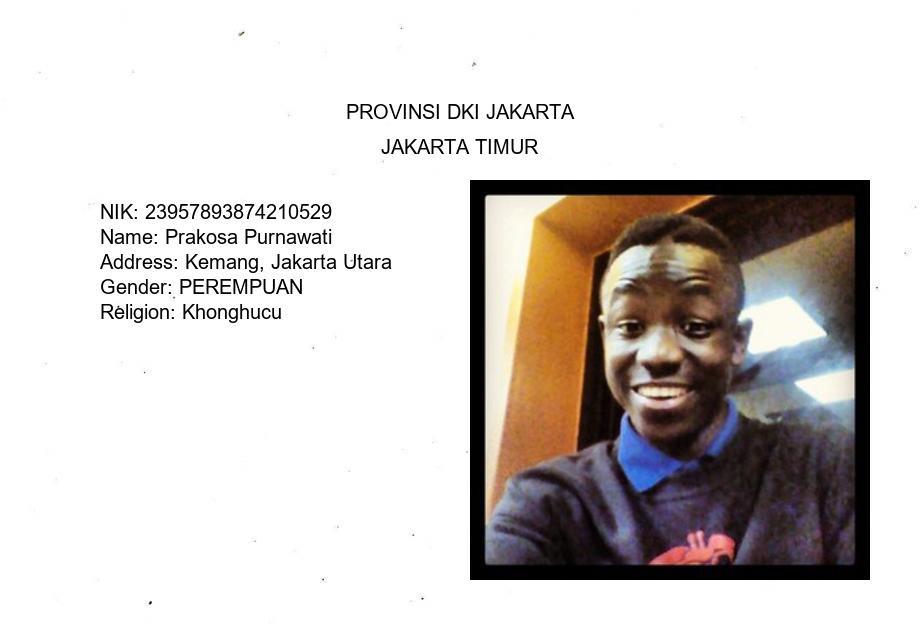 PROVINSI DKI JAKARTA
JAKARTA TIMUR
NIK: 23957893874210529
Name: Prakosa Purnawati
Address: Kemang, Jakarta Utara
Gender: PEREMPUAN
Religion: Khonghucu